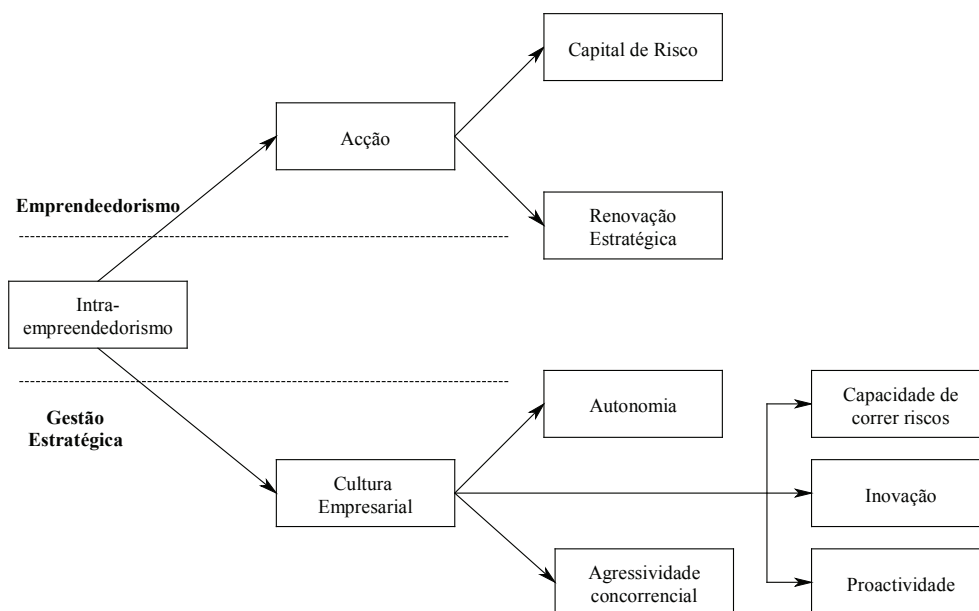 Capital de Risco
Acção
Emprendeedorismo
Renovação
Estratégica
Intra-
empreendedorismo
Gestão
Estratégica
Autonomia
Capacidade de
correr riscos
Cultura
Empresarial
Inovação
Agressividade
concorrencial
Proactividade